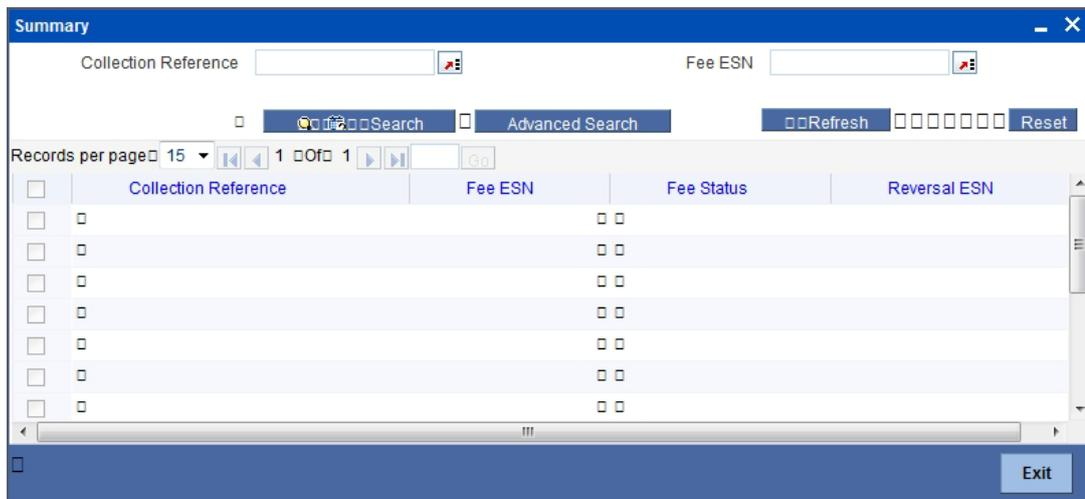 Summary
Collection Reference Fee ESN
Search Advanced Search Refresh Reset
Records per page 15 1 Of 1 Go
Collection Reference Fee ESN Fee Status Reversal ESN
Exit